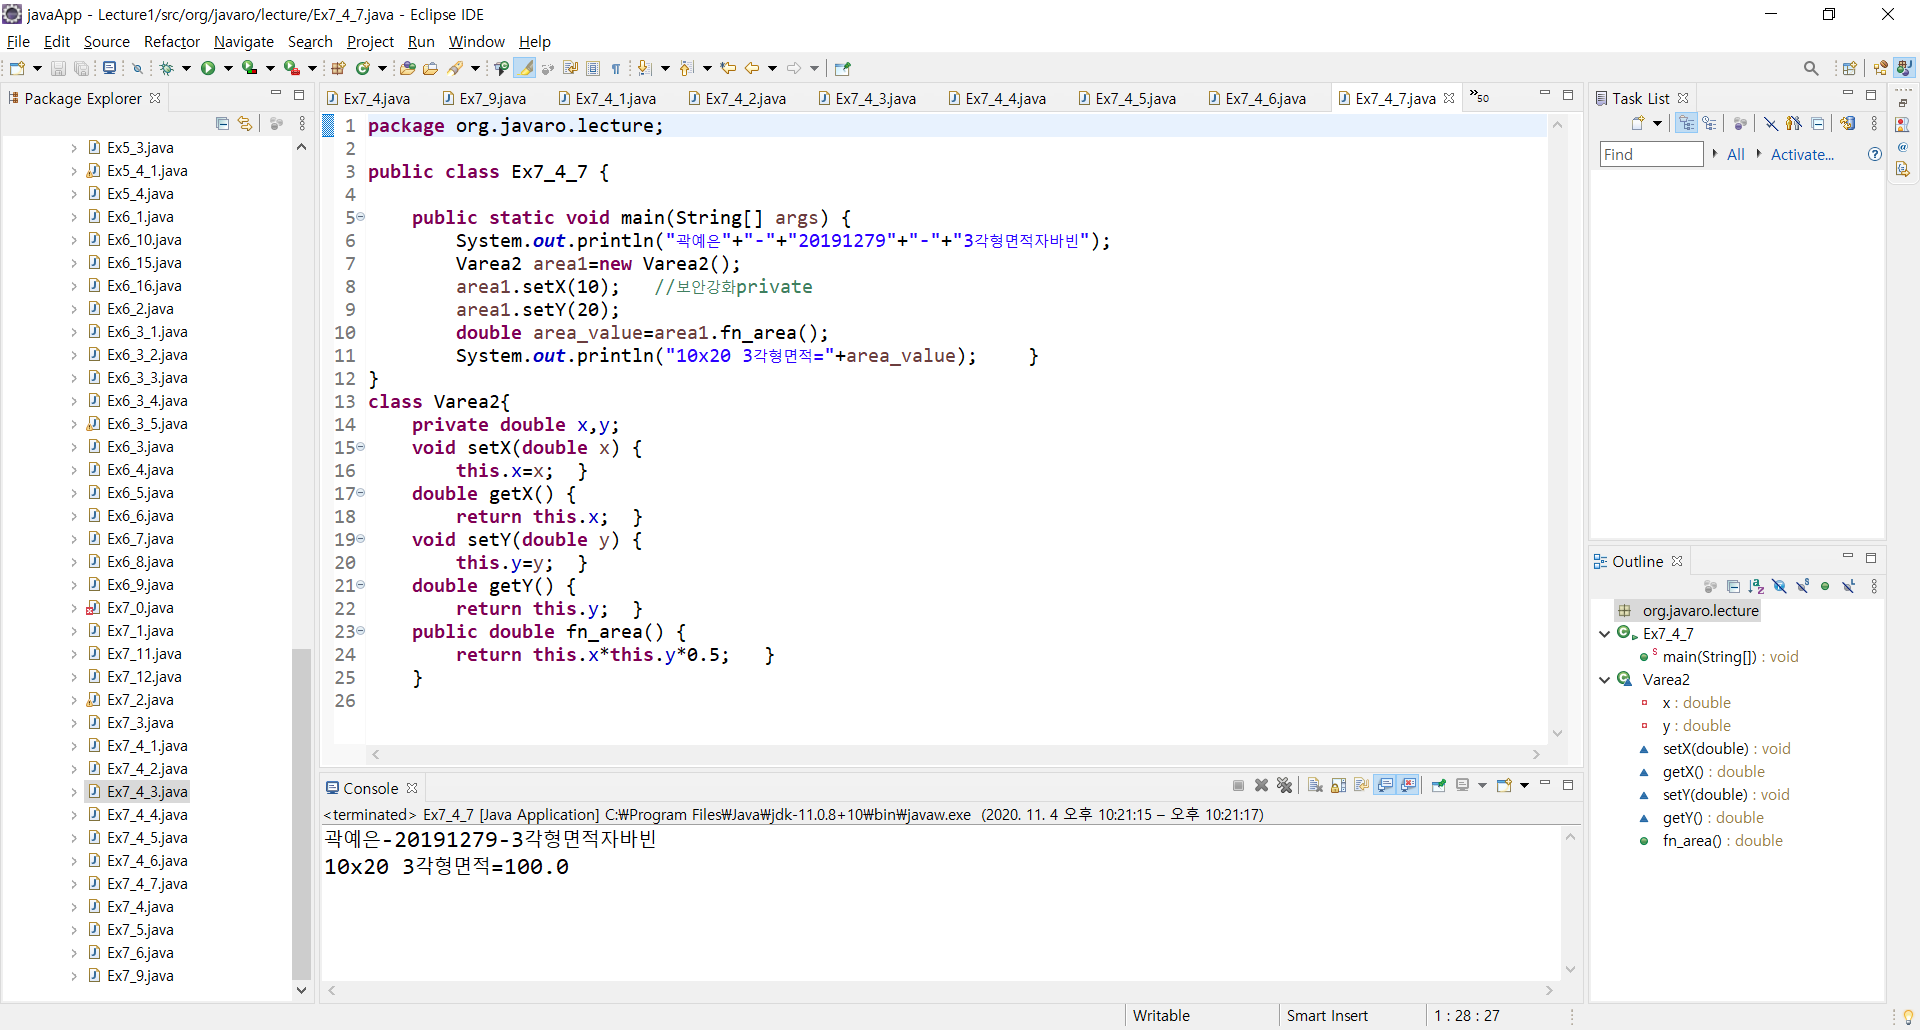 javaApp - Lecture1/src/org/javaro/lecture/Ex7_4_7.java - Eclipse IDE
File Edit Source Refactor Navigate Search Project Run Window Help
Package Explorer
Ex5_3.java
Ex5_4_1.java
Ex5_4.java
Ex6_1.java
Ex6_10.java
Ex6_15.java
Ex6_16.java
Ex6_2.java
Ex6_3_1.java
Ex6_3_2.java
Ex6_3_3.java
Ex6_3_4.java
Ex6_3_5.java
Ex6_3.java
Ex6_4.java
Ex6_5.java
Ex6_6.java
Ex6_7.java
Ex6_8.java
Ex6_9.java
Ex7_0.java
Ex7_1.java
Ex7_11.java
Ex7_12.java
Ex7_2.java
Ex7_3.java
Ex7_4_1.java
Ex7_4_2.java
Ex7_4_3.java
Ex7_4_4.java
Ex7_4_5.java
Ex7_4_6.java
Ex7_4_7.java
Ex7_4.java
Ex7_5.java
Ex7_6.java
Ex7_9.java
Ex7_4.java Ex7_9.java Ex7_4_1.java Ex7_4_2.java Ex7_4_3.java Ex7_4_4.java Ex7_4_5.java Ex7_4_6.java Ex7_4_7.java »50
1 package org.javaro.lecture;
2
3 public class Ex7_4_7 {
4
5 public static void main(String[] args) {
6 System.out.println("곽예은"+"-"+"20191279"+"-"+"3각형면적자바빈");
7 Varea2 area1=new Varea2();
8 area1.setX(10); //보안강화private
9 area1.setY(20);
10 double area_value=area1.fn_area();
11 System.out.println("10x20 3각형면적="+area_value); }
12 }
13 class Varea2{
14 private double x,y;
15 void setX(double x) {
16 this.x=x; }
17 double getX() {
18 return this.x; }
19 void setY(double y) {
20 this.y=y; }
21 double getY() {
22 return this.y; }
23 public double fn_area() {
24 return this.x*this.y*0.5; }
25 }
26
Console
<terminated> Ex7_4_7 [Java Application] C:₩Program Files₩Java₩jdk-11.0.8+10₩bin₩javaw.exe (2020. 11. 4 오후 10:21:15 – 오후 10:21:17)
곽예은-20191279-3각형면적자바빈
10x20 3각형면적=100.0
Task List
Find All Activate...
Outline
org.javaro.lecture
Ex7_4_7
main(String[]) : void
Varea2
x : double
y : double
setX(double) : void
getX() : double
setY(double) : void
getY() : double
fn_area() : double
Writable Smart Insert 1 : 28 : 27